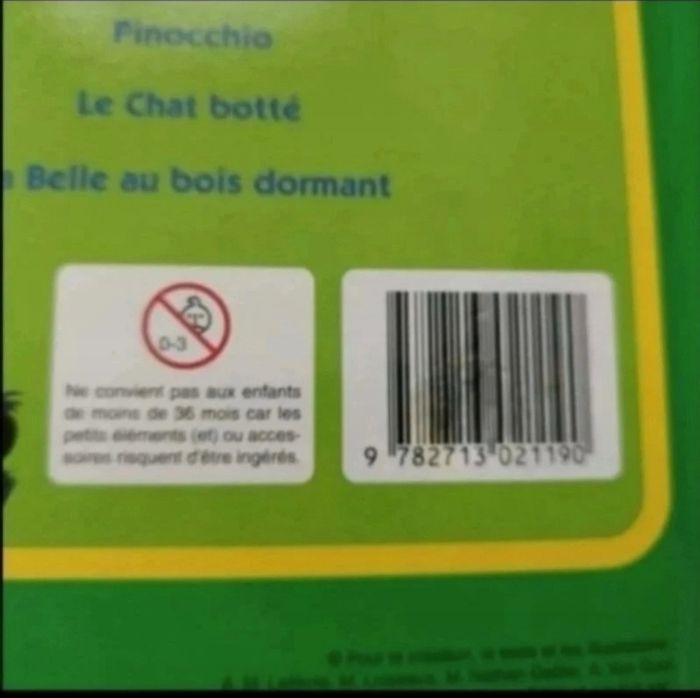 Pinocchio
Le Chat botté
Belle au bois dormant
0-3
Ne convient pas aux enfants
de moins de 36 mois car les
petits éléments (et) ou acces-
soires risquent d'être ingérés.
9 782713 021190